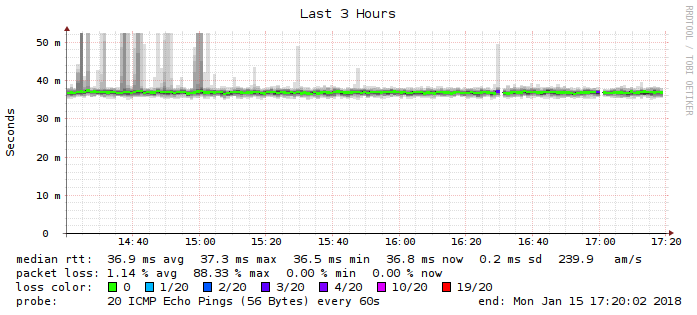 Last 3 Hours
RRDTOOL / TOBI OETIKER
Seconds
50 m
40 m
30 m
20 m
10 m
0
14:40 15:00 15:20 15:40 16:00 16:20 16:40 17:00 17:20
median rtt: 36.9 ms avg 37.3 ms max 36.5 ms min 36.8 ms now 0.2 ms sd 239.9 am/s
packet loss: 1.14 % avg 88.33 % max 0.00 % min 0.00 % now
loss color: 0 1/20 2/20 3/20 4/20 10/20 19/20
probe: 20 ICMP Echo Pings (56 Bytes) every 60s end: Mon Jan 15 17:20:02 2018